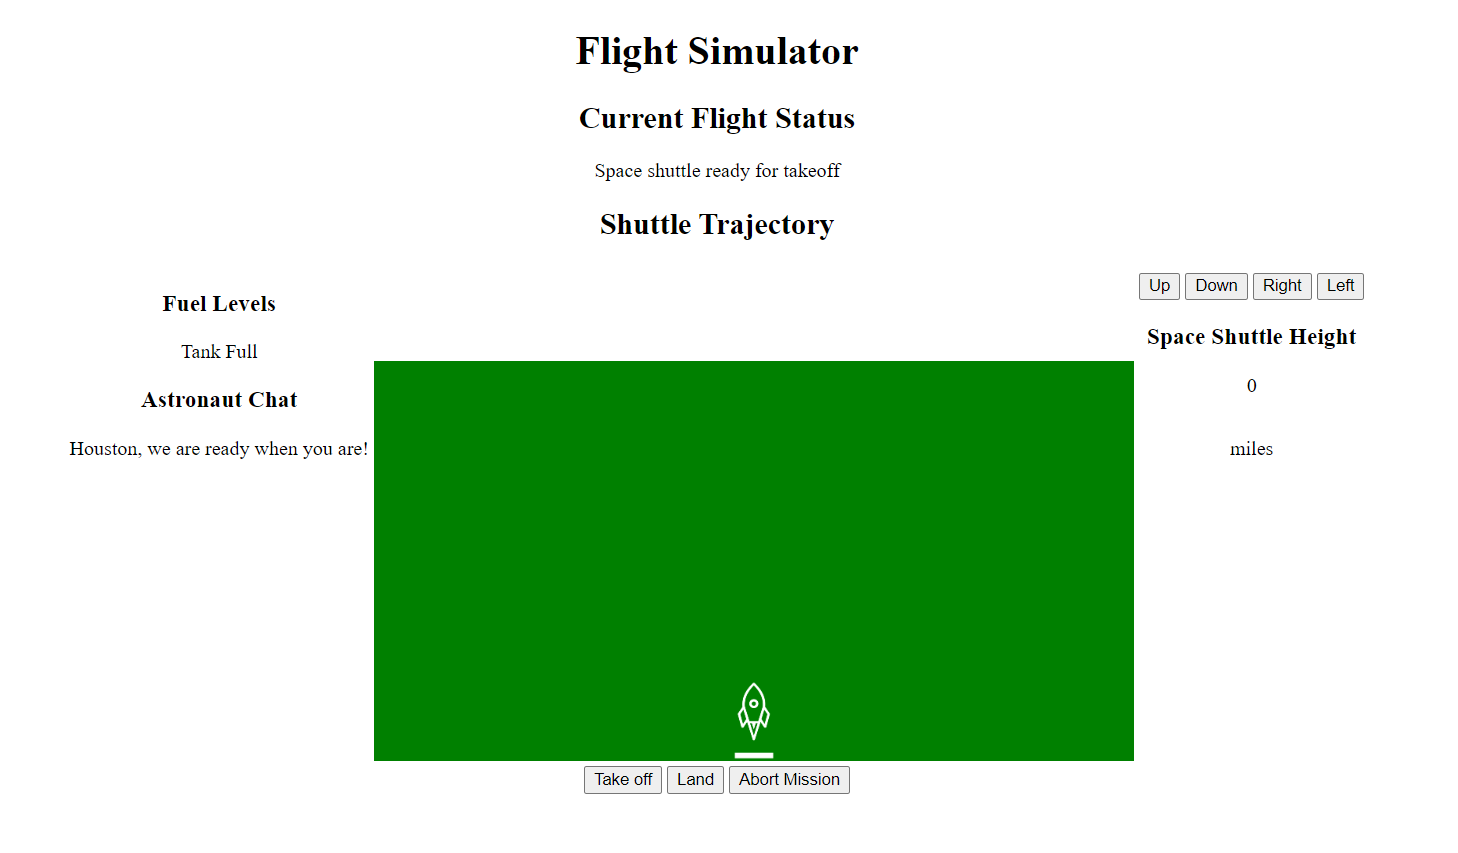 Flight Simulator
Current Flight Status
Space shuttle ready for takeoff
Shuttle Trajectory
Fuel Levels
Tank Full
Astronaut Chat
Houston, we are ready when you are!
Up Down Right Left
Space Shuttle Height
0
miles
Take off Land Abort Mission